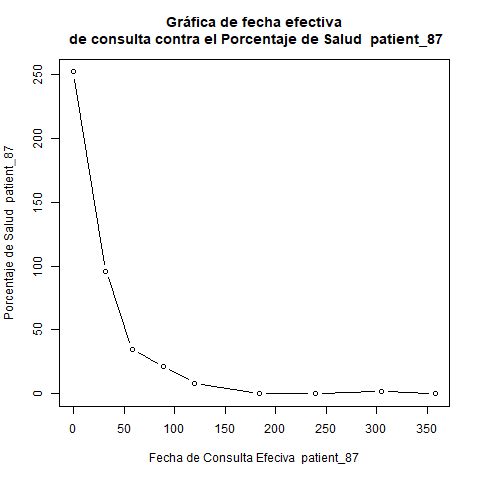 Gráfica de fecha efectiva
de consulta contra el Porcentaje de Salud patient_87
Porcentaje de Salud patient_87
250
200
150
100
50
0
0 50 100 150 200 250 300 350
Fecha de Consulta Efeciva patient_87